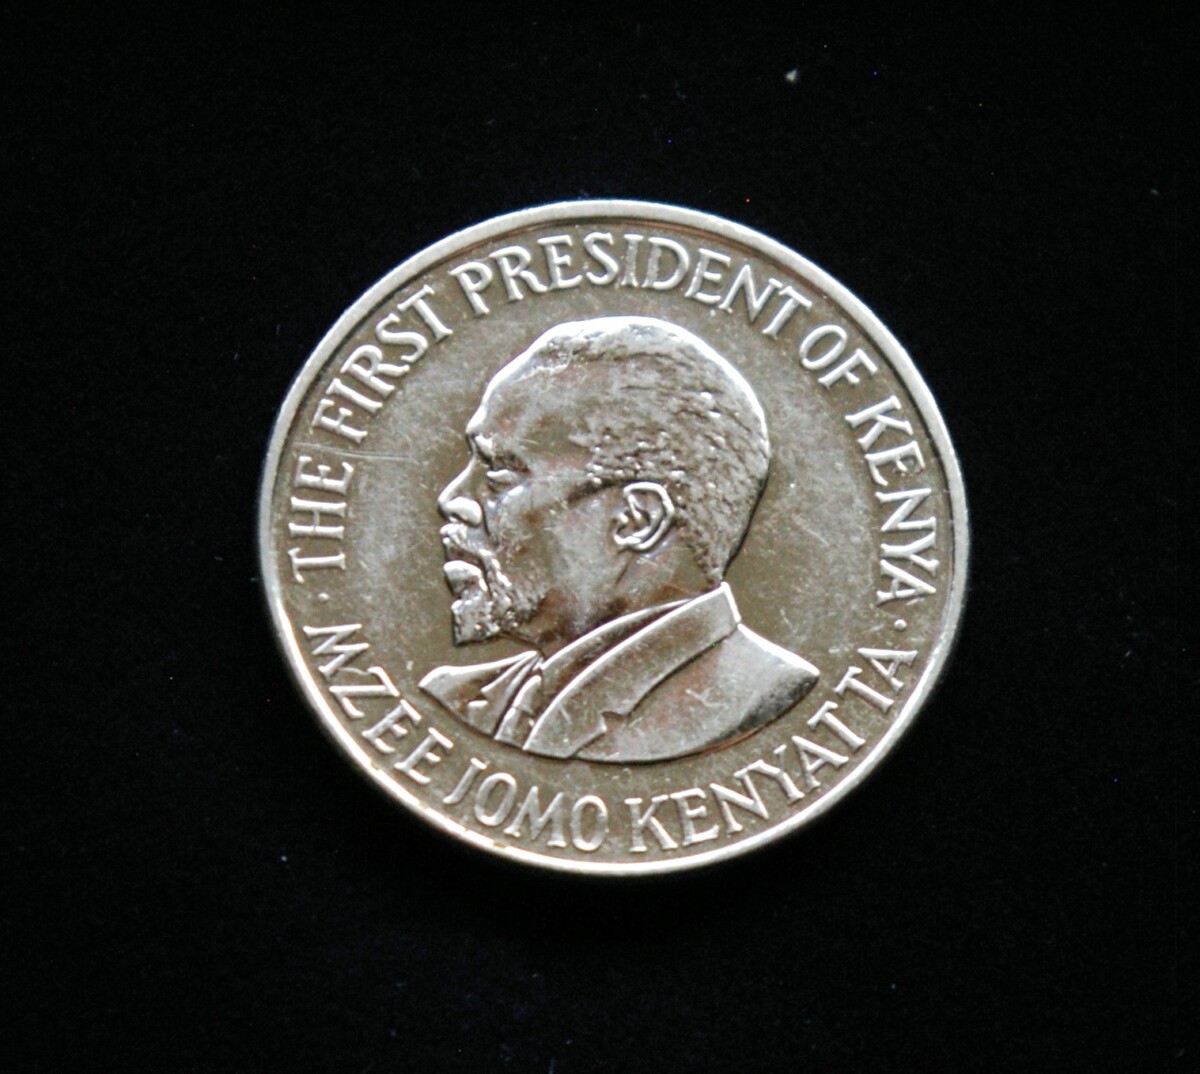 · THE FIRST PRESIDENT OF KENYA ·
MZEE JOMO KENYATTA